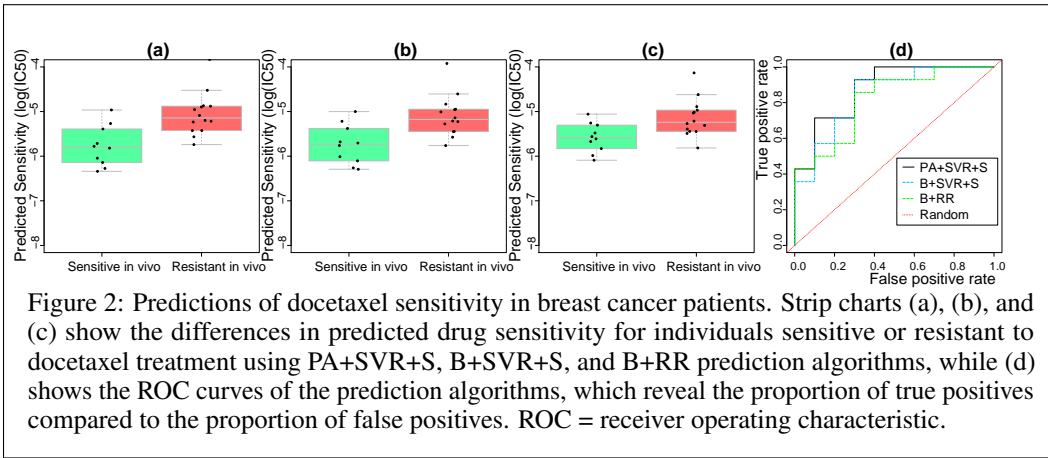 (a) (b) (c) (d)
Predicted Sensitivity (log(IC50)
−4
−5
−6
−7
−8
Sensitive in vivo Resistant in vivo
Predicted Sensitivity (log(IC50)
−4
−5
−6
−7
−8
Sensitive in vivo Resistant in vivo
Predicted Sensitivity (log(IC50)
−4
−5
−6
−7
−8
Sensitive in vivo Resistant in vivo
True positive rate
1.0
0.8
0.6
0.4
0.2
0.0
PA+SVR+S
B+SVR+S
B+RR
Random
0.0 0.2 0.4 0.6 0.8 1.0
False positive rate
Figure 2: Predictions of docetaxel sensitivity in breast cancer patients. Strip charts (a), (b), and
(c) show the differences in predicted drug sensitivity for individuals sensitive or resistant to
docetaxel treatment using PA+SVR+S, B+SVR+S, and B+RR prediction algorithms, while (d)
shows the ROC curves of the prediction algorithms, which reveal the proportion of true positives
compared to the proportion of false positives. ROC = receiver operating characteristic.